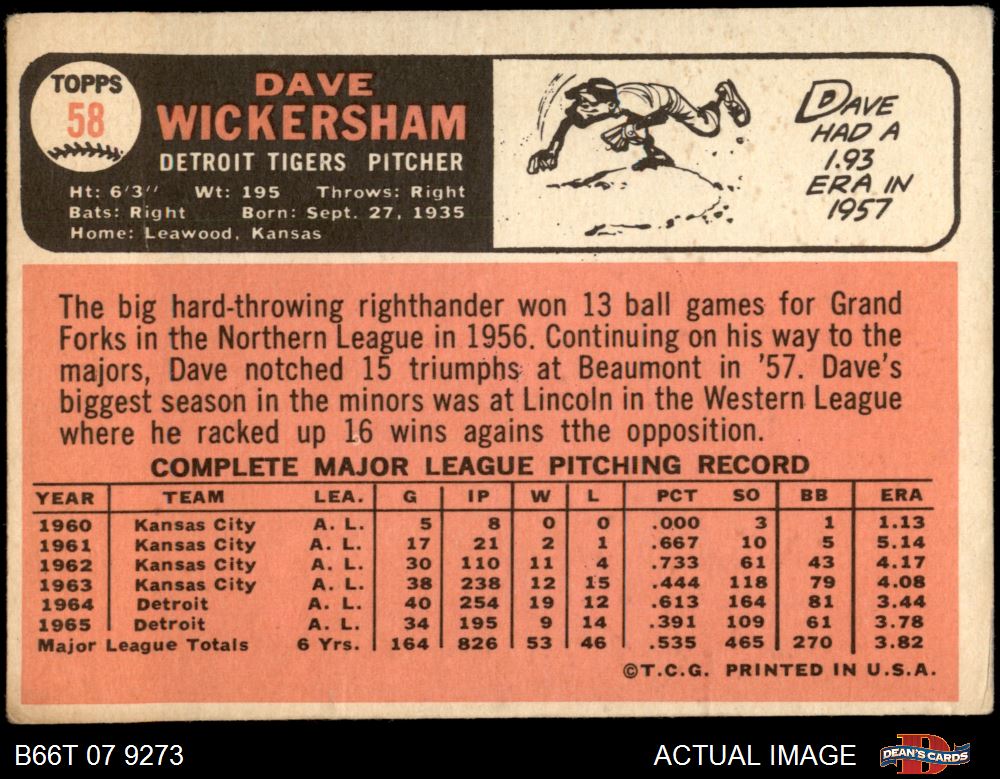 TOPPS
58
DAVE
WICKERSHAM
DETROIT TIGERS PITCHER
Ht: 6'3" Wt: 195 Throws: Right
Bats: Right Born: Sept. 27, 1935
Home: Leawood, Kansas
DAVE
HAD A
1.93
ERA IN
1957
The big hard-throwing righthander won 13 ball games for Grand
Forks in the Northern League in 1956. Continuing on his way to the
majors, Dave notched 15 triumphs at Beaumont in '57. Dave's
biggest season in the minors was at Lincoln in the Western League
where he racked up 16 wins agains tthe opposition.
COMPLETE MAJOR LEAGUE PITCHING RECORD
YEAR TEAM LEA. G IP W L PCT SO BB ERA
1960 Kansas City A. L. 5 8 0 0 .000 3 1 1.13
1961 Kansas City A. L. 17 21 2 1 .667 10 5 5.14
1962 Kansas City A. L. 30 110 11 4 .733 61 43 4.17
1963 Kansas City A. L. 38 238 12 15 .444 118 79 4.08
1964 Detroit A. L. 40 254 19 12 .613 164 81 3.44
1965 Detroit A. L. 34 195 9 14 .391 109 61 3.78
Major League Totals 6 Yrs. 164 826 53 46 .535 465 270 3.82
©T.C.G. PRINTED IN U.S.A.
B66T 07 9273 ACTUAL IMAGE
DEAN'S CARDS